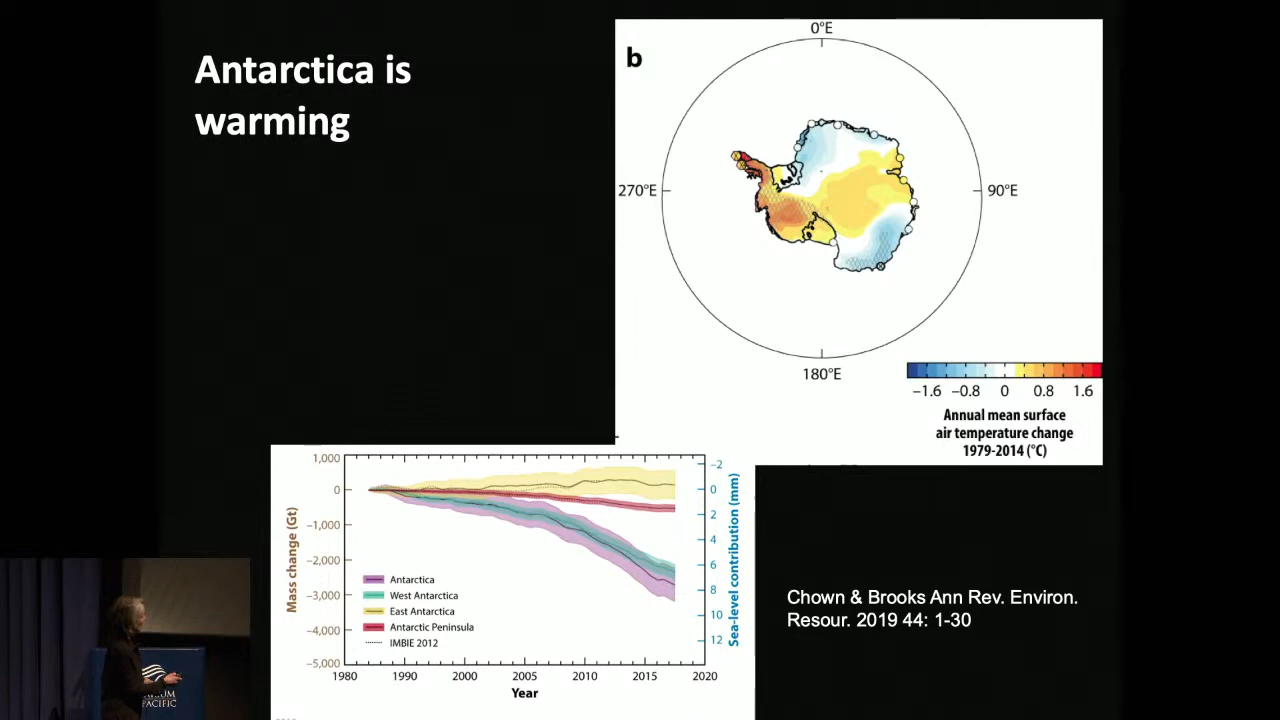 Antarctica is
warming
b
0°E
270°E
90°E
180°E
−1.6 −0.8 0 0.8 1.6
Annual mean surface
air temperature change
1979-2014 (°C)
1,000
0
−1,000
−2,000
−3,000
−4,000
−5,000
Mass change (Gt)
−2
0
2
4
6
8
10
12
Sea-level contribution (mm)
Antarctica
West Antarctica
East Antarctica
Antarctic Peninsula
IMBIE 2012
1980 1990 2000 2005 2010 2015 2020
Year
Chown & Brooks Ann Rev. Environ.
Resour. 2019 44: 1-30
PACIFIC